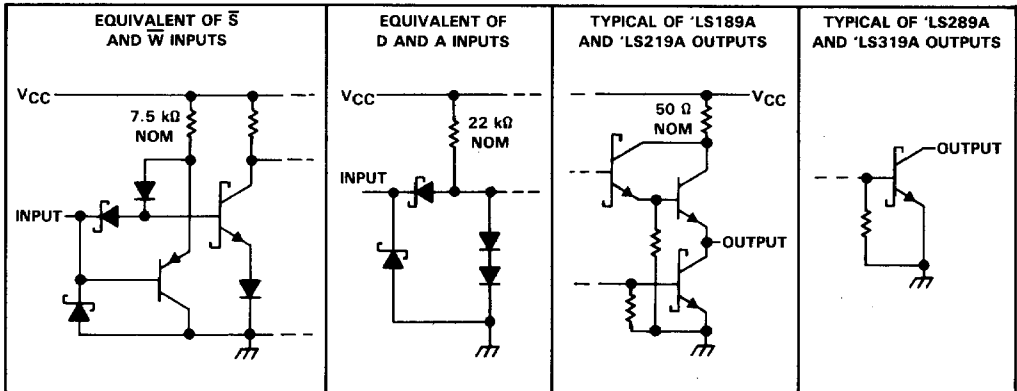 EQUIVALENT OF S̅
AND W̅ INPUTS
VCC
7.5 kΩ
NOM
INPUT
EQUIVALENT OF
D AND A INPUTS
VCC
22 kΩ
NOM
INPUT
TYPICAL OF 'LS189A
AND 'LS219A OUTPUTS
VCC
50 Ω
NOM
OUTPUT
TYPICAL OF 'LS289A
AND 'LS319A OUTPUTS
OUTPUT